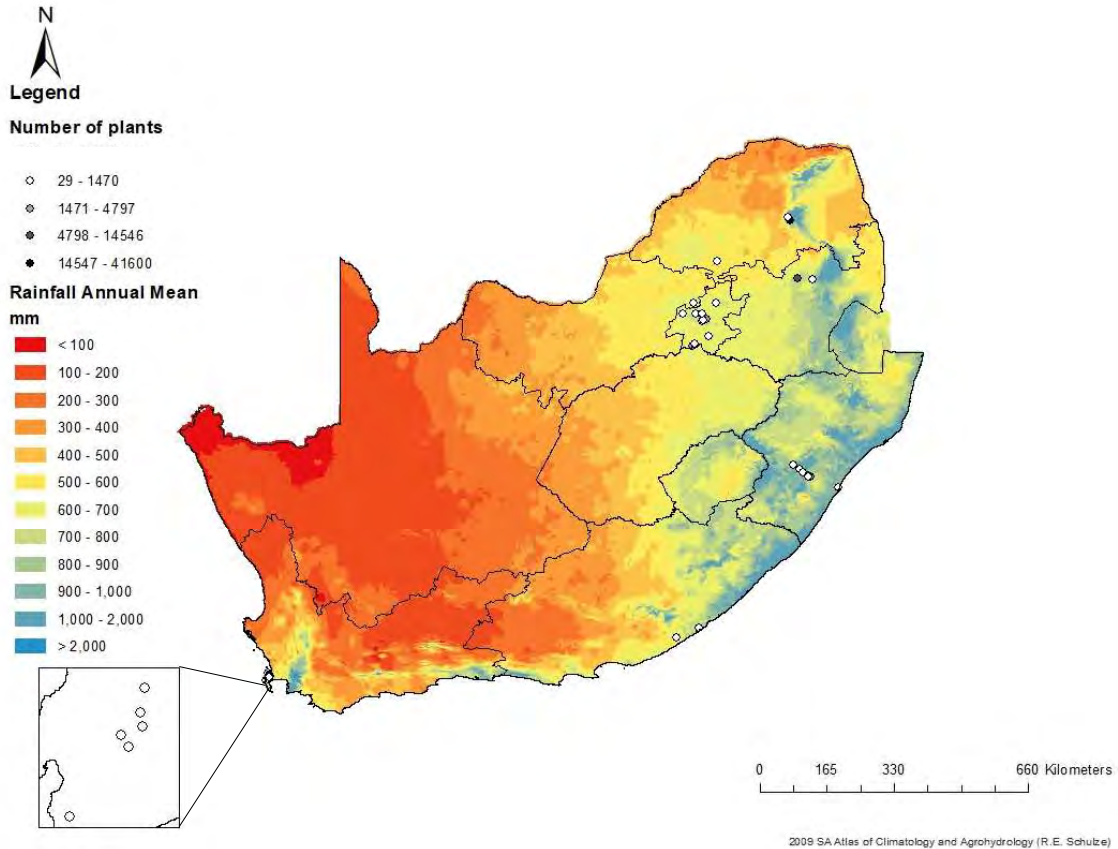 N
Legend
Number of plants
29 - 1470
1471 - 4797
4798 - 14546
14547 - 41600
Rainfall Annual Mean
mm
< 100
100 - 200
200 - 300
300 - 400
400 - 500
500 - 600
600 - 700
700 - 800
800 - 900
900 - 1,000
1,000 - 2,000
> 2,000
0 165 330 660 Kilometers
2009 SA Atlas of Climatology and Agrohydrology (R.E. Schulze)